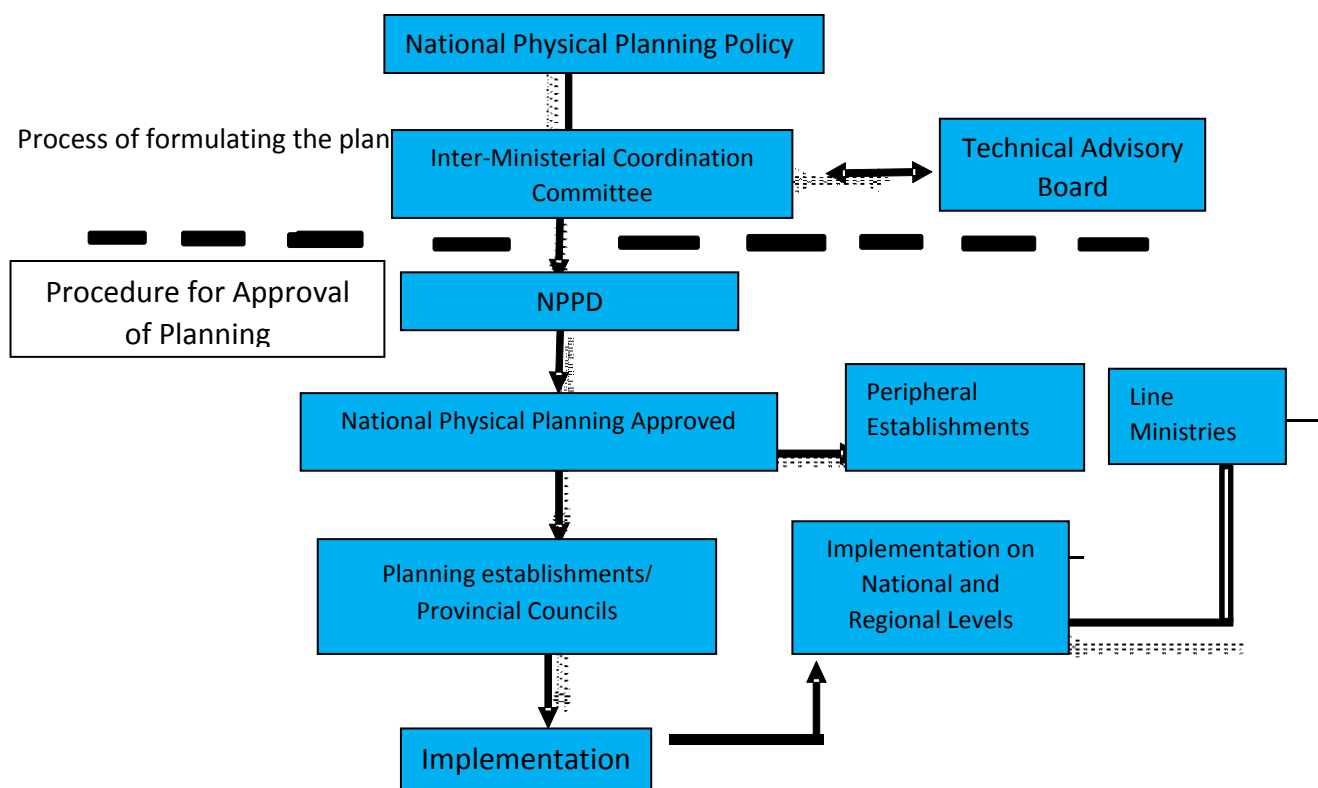 National Physical Planning Policy
Process of formulating the plan
Inter-Ministerial Coordination
Committee
Technical Advisory
Board
Procedure for Approval
of Planning
NPPD
National Physical Planning Approved
Peripheral
Establishments
Line
Ministries
Planning establishments/
Provincial Councils
Implementation on
National and
Regional Levels
Implementation